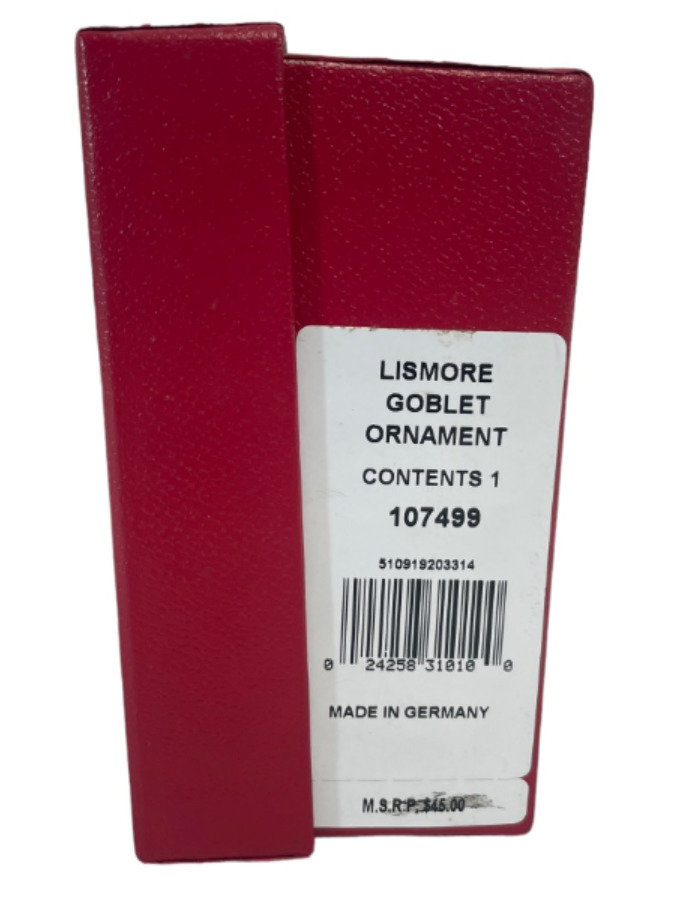 LISMORE
GOBLET
ORNAMENT
CONTENTS 1
107499
510919203314
0 24258 31010 0
MADE IN GERMANY
M.S.R.P. $45.00